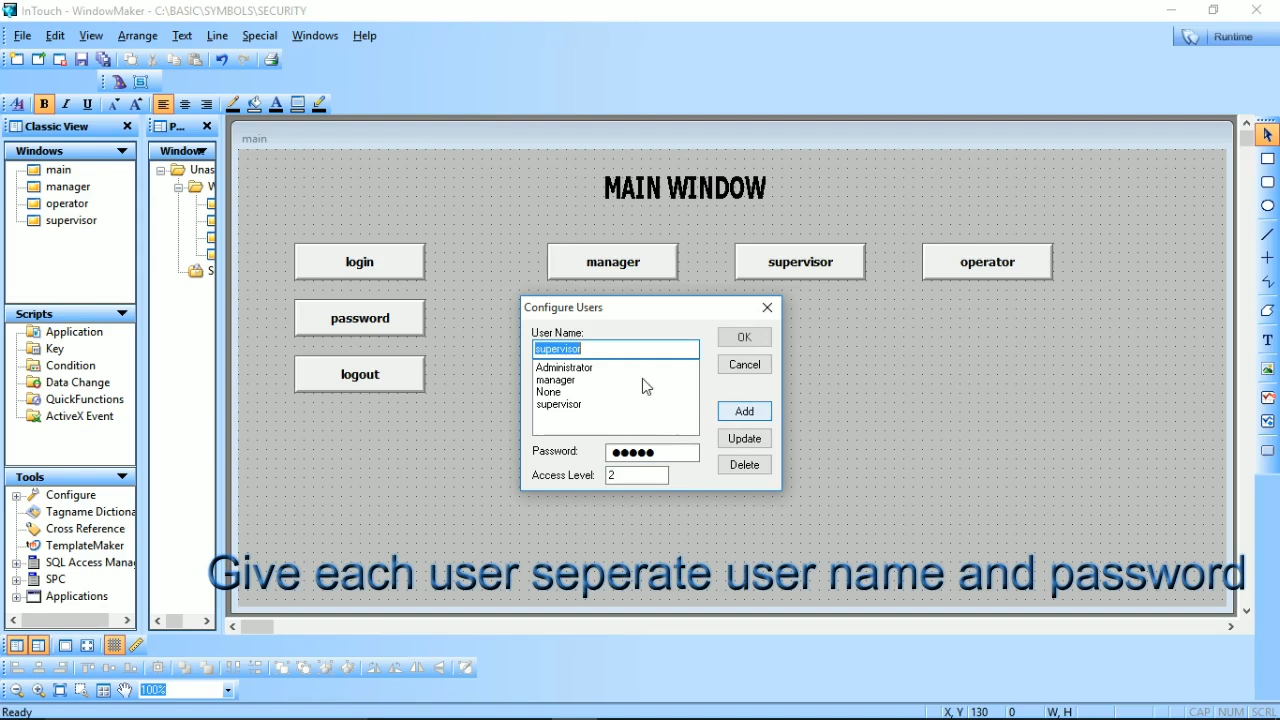 InTouch - WindowMaker - C:\BASIC\SYMBOLS\SECURITY
File Edit View Arrange Text Line Special Windows Help
Runtime
B I U
Classic View
P...
Windows
main
manager
operator
supervisor
Window
Unas
W
S
Scripts
Application
Key
Condition
Data Change
QuickFunctions
ActiveX Event
Tools
Configure
Tagname Dictiona
Cross Reference
TemplateMaker
SQL Access Mana
SPC
Applications
main
MAIN WINDOW
login
manager
supervisor
operator
password
logout
Configure Users
User Name:
supervisor
Administrator
manager
None
supervisor
OK
Cancel
Add
Update
Delete
Password:
Access Level: 2
Give each user seperate user name and password
100%
Ready
X, Y 130 0 W, H CAP NUM SCRL